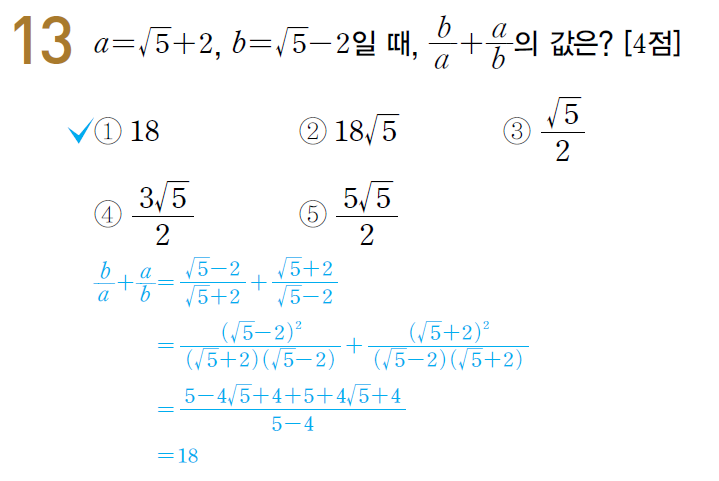 13 a=√5+2, b=√5−2일 때, b/a+a/b의 값은? [4점]
① 18 ② 18√5 ③ √5/2
④ 3√5/2 ⑤ 5√5/2
b/a+a/b=(√5−2)/(√5+2)+(√5+2)/(√5−2)
=(√5−2)²/(√5+2)(√5−2)+(√5+2)²/(√5−2)(√5+2)
=(5−4√5+4+5+4√5+4)/(5−4)
=18